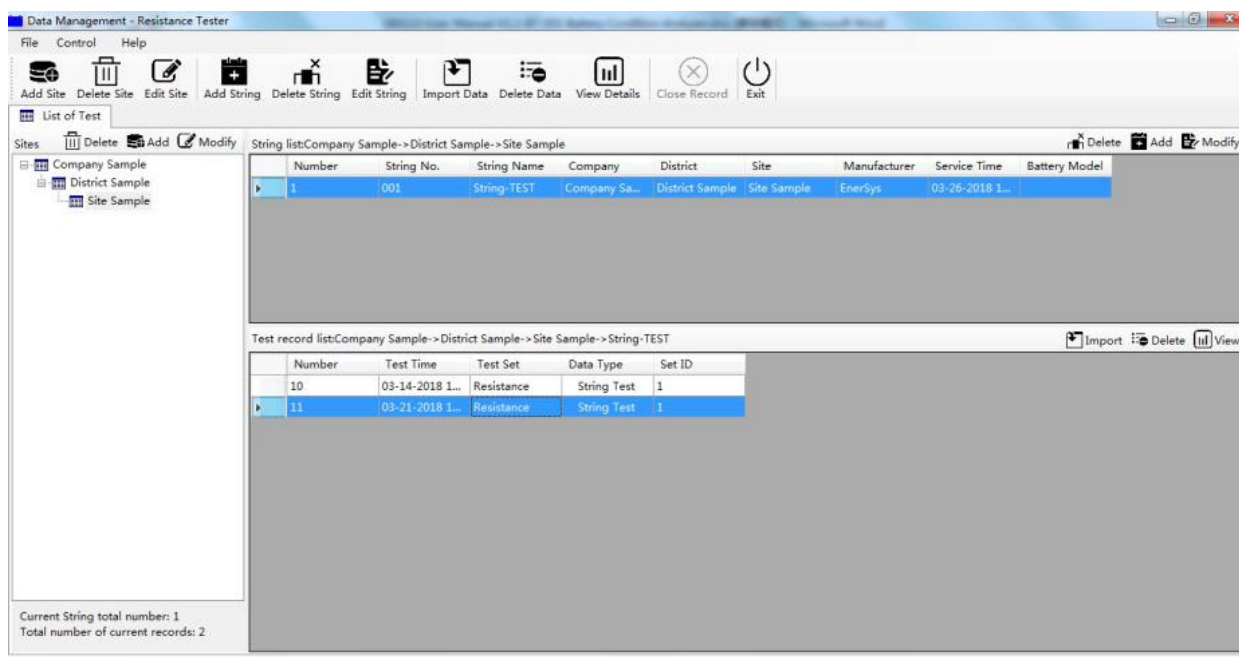 Data Management - Resistance Tester
File Control Help
Add Site Delete Site Edit Site Add String Delete String Edit String Import Data Delete Data View Details Close Record Exit
List of Test
Sites Delete Add Modify
Company Sample
District Sample
Site Sample
String list:Company Sample->District Sample->Site Sample Delete Add Modify
Number String No. String Name Company District Site Manufacturer Service Time Battery Model
1 001 String-TEST Company Sa... District Sample Site Sample EnerSys 03-26-2018 1...
Test record list:Company Sample->District Sample->Site Sample->String-TEST Import Delete View
Number Test Time Test Set Data Type Set ID
10 03-14-2018 1... Resistance String Test 1
11 03-21-2018 1... Resistance String Test 1
Current String total number: 1
Total number of current records: 2